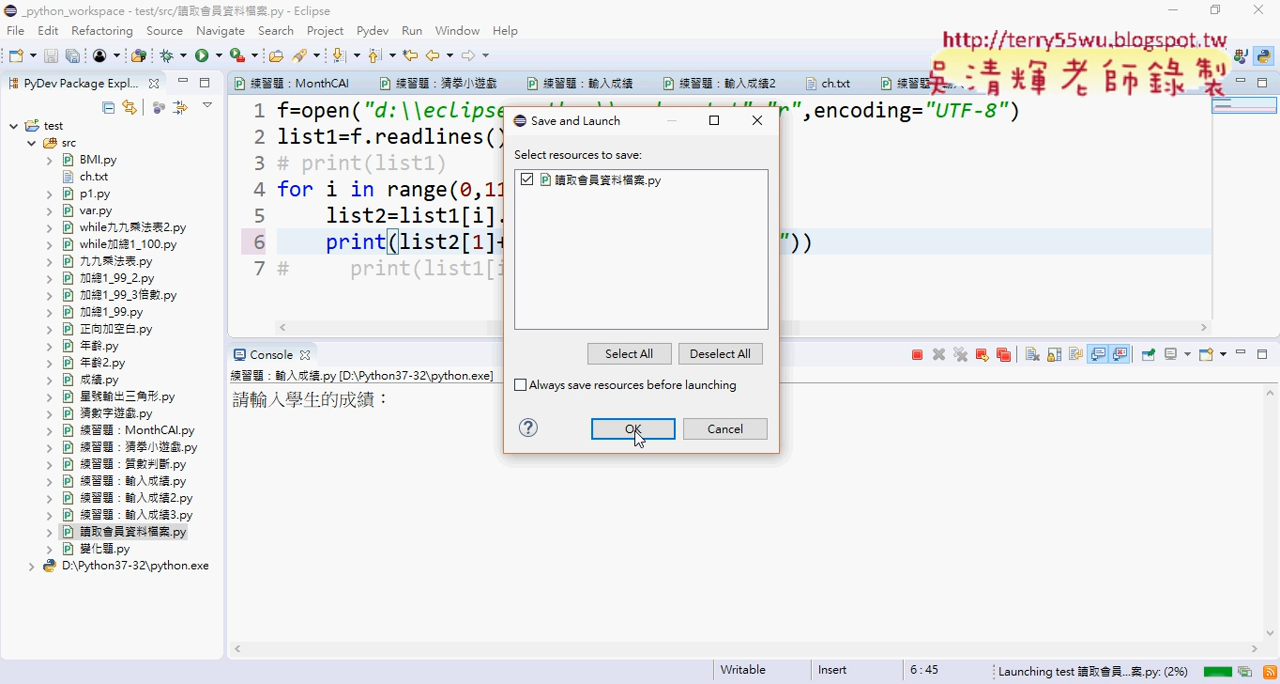 _python_workspace - test/src/讀取會員資料檔案.py - Eclipse
File Edit Refactoring Source Navigate Search Project Pydev Run Window Help
http://terry55wu.blogspot.tw
吳清輝老師錄製
PyDev Package Expl...
練習題：MonthCA
練習題：猜拳小遊戲
練習題：輸入成績
練習題：輸入成績2
ch.txt
test
src
BMI.py
ch.txt
p1.py
var.py
while九九乘法表2.py
while加總1_100.py
九九乘法表.py
加總1_99_2.py
加總1_99_3倍數.py
加總1_99.py
正向加空白.py
年齡.py
年齡2.py
成績.py
星號輸出三角形.py
猜數字遊戲.py
練習題：MonthCAI.py
練習題：猜拳小遊戲.py
練習題：質數判斷.py
練習題：輸入成績.py
練習題：輸入成績2.py
練習題：輸入成績3.py
讀取會員資料檔案.py
變化題.py
D:\Python37-32\python.exe
1 f=open("d:\\eclipse ",encoding="UTF-8")
2 list1=f.readlines()
3 # print(list1)
4 for i in range(0,11
5 list2=list1[i].
6 print(list2[1]+ "))
7 # print(list1[i
Save and Launch
Select resources to save:
讀取會員資料檔案.py
Select All
Deselect All
Always save resources before launching
OK
Cancel
Console
練習題：輸入成績.py [D:\Python37-32\python.exe]
請輸入學生的成績：
Writable
Insert
6 : 45
Launching test 讀取會員...案.py: (2%)